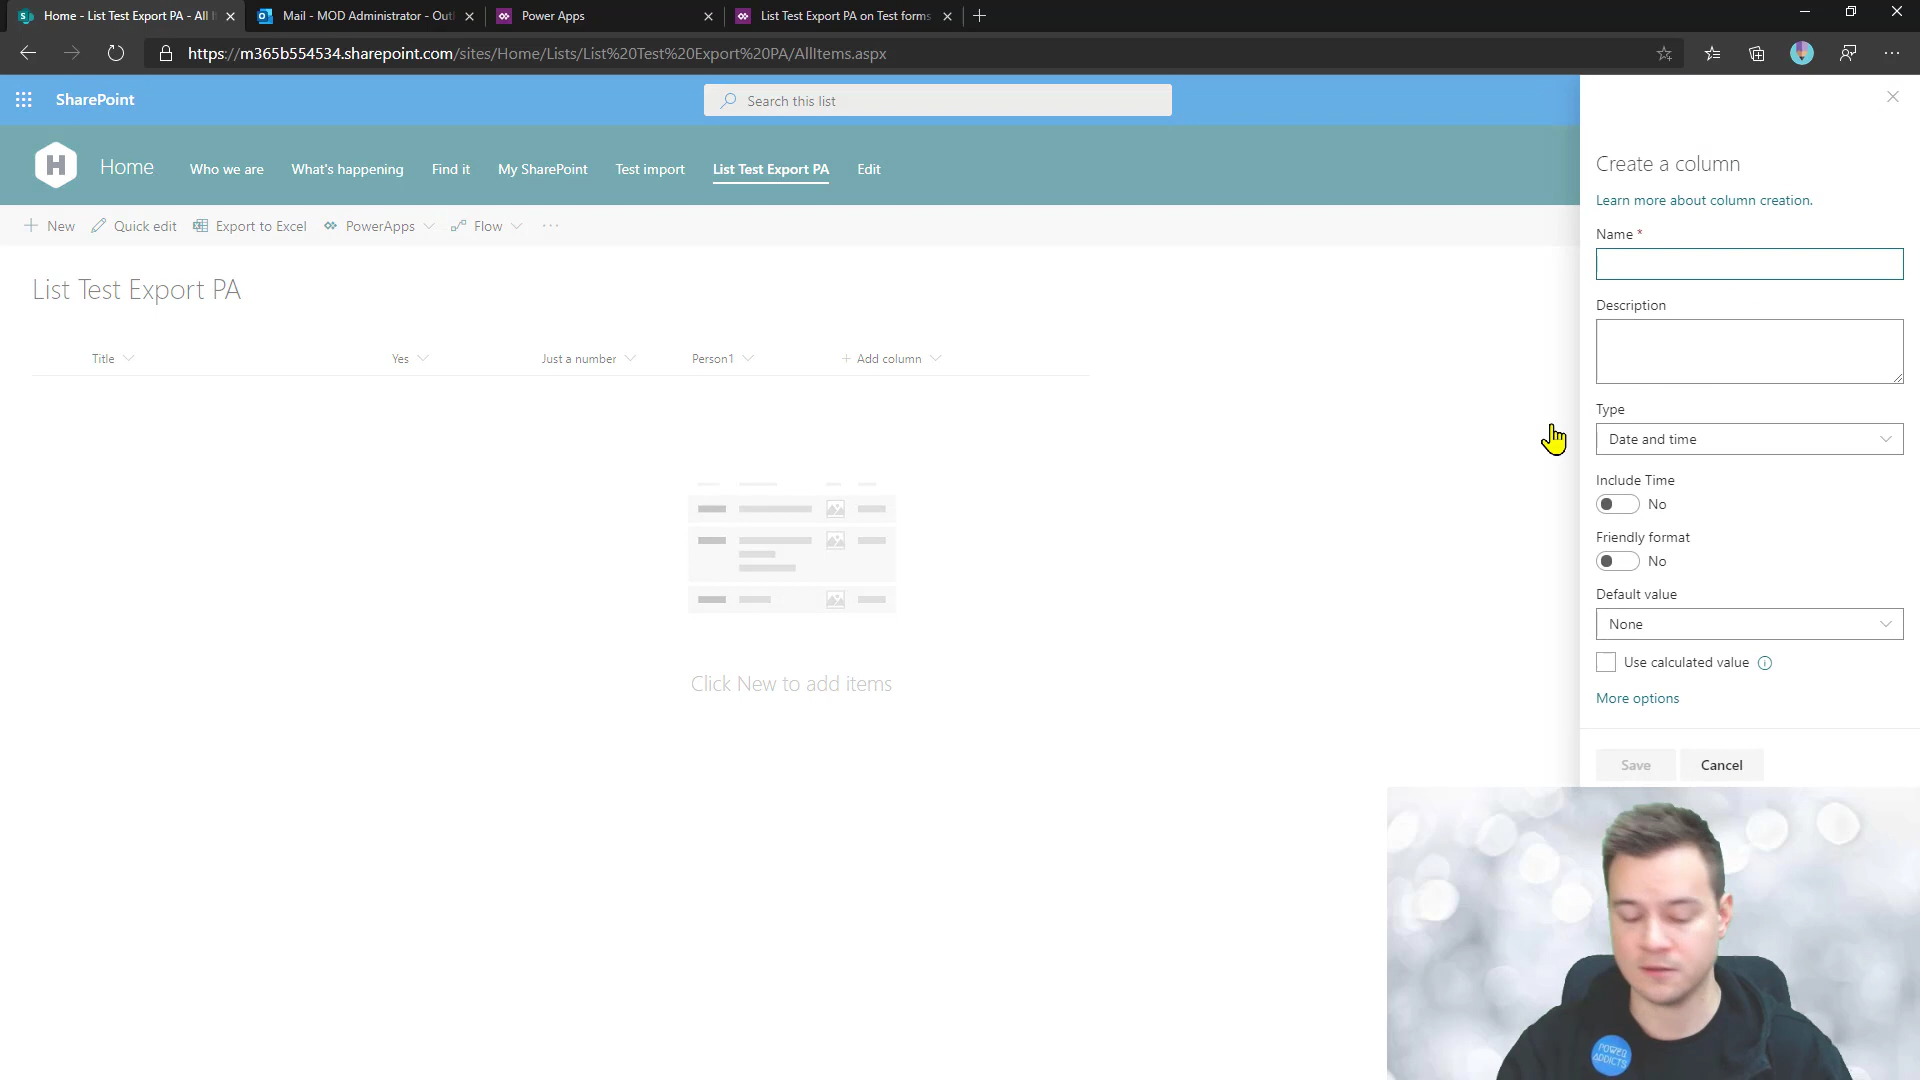 Home - List Test Export PA - All I
Mail - MOD Administrator - Outl
Power Apps
List Test Export PA on Test forms
https://m365b554534.sharepoint.com/sites/Home/Lists/List%20Test%20Export%20PA/AllItems.aspx
SharePoint
Search this list
H
Home
Who we are
What's happening
Find it
My SharePoint
Test import
List Test Export PA
Edit
New
Quick edit
Export to Excel
PowerApps
Flow
List Test Export PA
Title
Yes
Just a number
Person1
Add column
Click New to add items
Create a column
Learn more about column creation.
Name *
Description
Type
Date and time
Include Time
No
Friendly format
No
Default value
None
Use calculated value
More options
Save
Cancel
POWER
ADDICTS